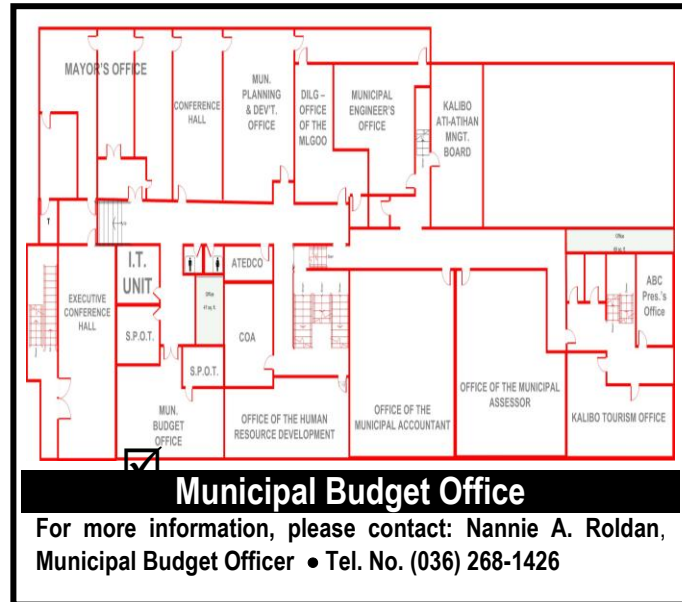 MAYOR'S OFFICE
CONFERENCE
HALL
MUN.
PLANNING
& DEV'T.
OFFICE
DILG –
OFFICE
OF THE
MLGOO
MUNICIPAL
ENGINEER'S
OFFICE
KALIBO
ATI-ATIHAN
MNGT.
BOARD
T
I.T.
UNIT
ATEDCO
Office
ABC
Pres.'s
Office
EXECUTIVE
CONFERENCE
HALL
S.P.O.T.
Office
COA
S.P.O.T.
MUN.
BUDGET
OFFICE
OFFICE OF THE HUMAN
RESOURCE DEVELOPMENT
OFFICE OF THE
MUNICIPAL ACCOUNTANT
OFFICE OF THE MUNICIPAL
ASSESSOR
KALIBO TOURISM OFFICE
Municipal Budget Office
For more information, please contact: Nannie A. Roldan,
Municipal Budget Officer ● Tel. No. (036) 268-1426